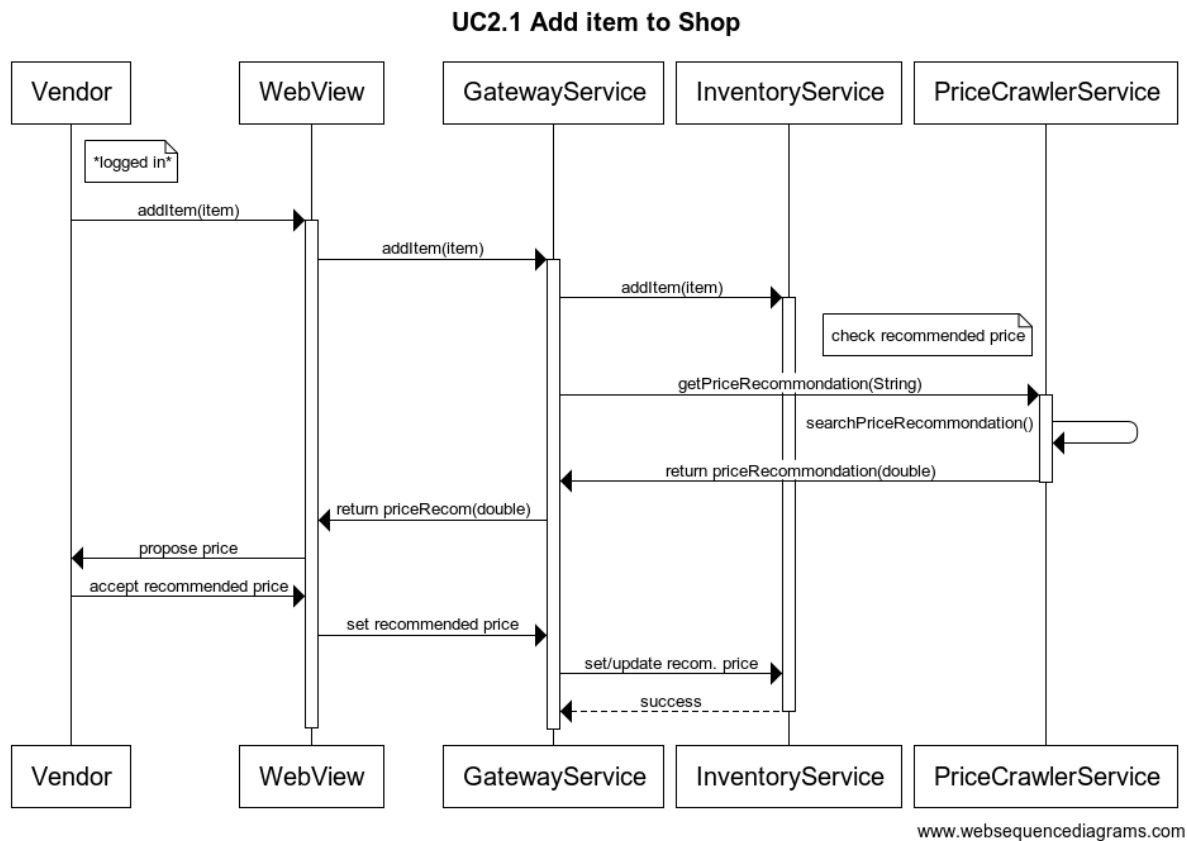 UC2.1 Add item to Shop
Vendor
WebView
GatewayService
InventoryService
PriceCrawlerService
*logged in*
addItem(item)
addItem(item)
addItem(item)
check recommended price
getPriceRecommondation(String)
searchPriceRecommondation()
return priceRecommondation(double)
return priceRecom(double)
propose price
accept recommended price
set recommended price
set/update recom. price
success
Vendor
WebView
GatewayService
InventoryService
PriceCrawlerService
www.websequencediagrams.com